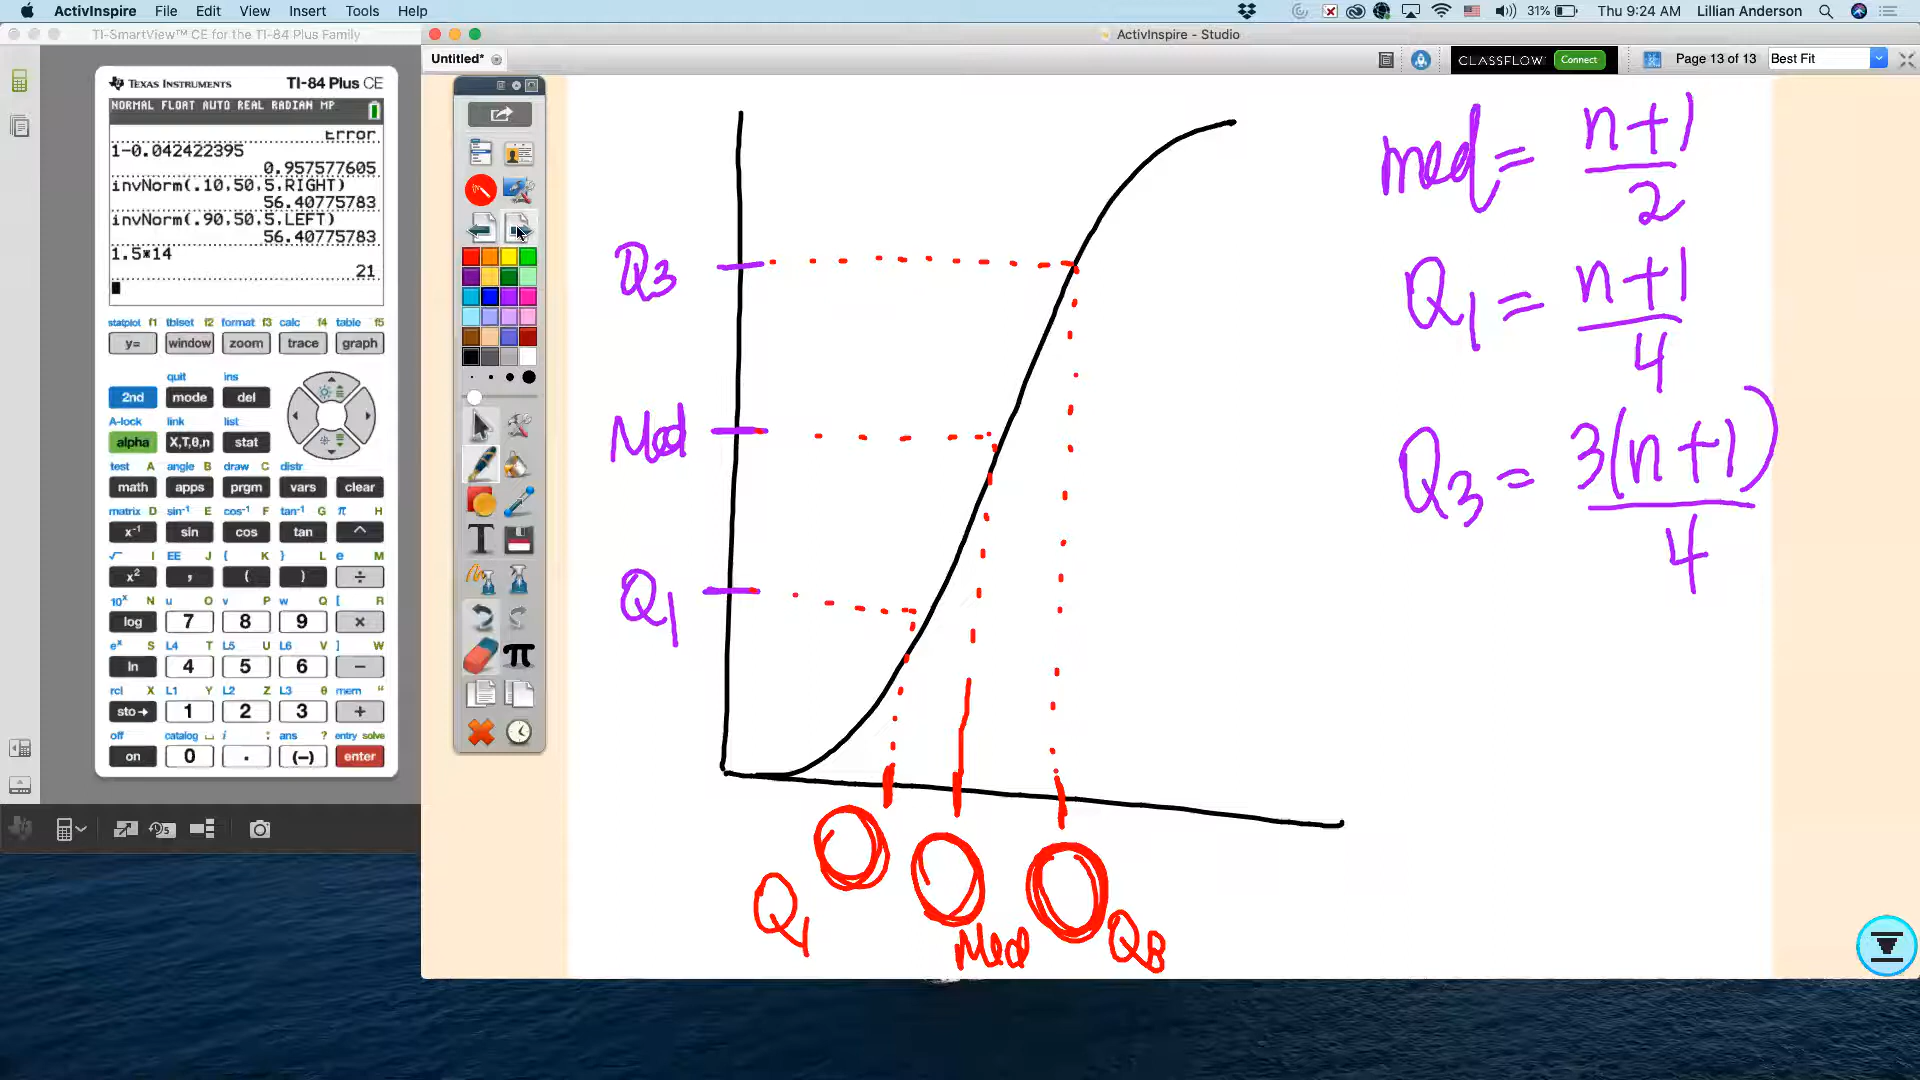 ActivInspire File Edit View Insert Tools Help
31% Thu 9:24 AM Lillian Anderson
TI-SmartView™ CE for the TI-84 Plus Family
ActivInspire - Studio
Untitled*
CLASSFLOW Connect
Page 13 of 13
Best Fit
TEXAS INSTRUMENTS TI-84 Plus CE
NORMAL FLOAT AUTO REAL RADIAN MP
Error
1-0.042422395
0.957577605
invNorm(.10,50,5,RIGHT)
56.40775783
invNorm(.90,50,5,LEFT)
56.40775783
1.5*14
21
statplot f1 tblset f2 format f3 calc f4 table f5
y= window zoom trace graph
quit ins
2nd mode del
A-lock link list
alpha X,T,θ,n stat
test A angle B draw C distr
math apps prgm vars clear
matrix D sin⁻¹ E cos⁻¹ F tan⁻¹ G π H
x⁻¹ sin cos tan ^
√ I EE J { K } L e M
x² , ( ) ÷
10ˣ N u O v P w Q [ R
log 7 8 9 ×
eˣ S L4 T L5 U L6 V ] W
ln 4 5 6 −
rcl X L1 Y L2 Z L3 θ mem "
sto→ 1 2 3 +
off catalog ␣ i : ans ? entry solve
on 0 . (−) enter
T
π
Q3
Med
Q1
Q1
Med
Q3
med = n+1
2
Q1 = n+1
4
Q3 = 3(n+1)
4